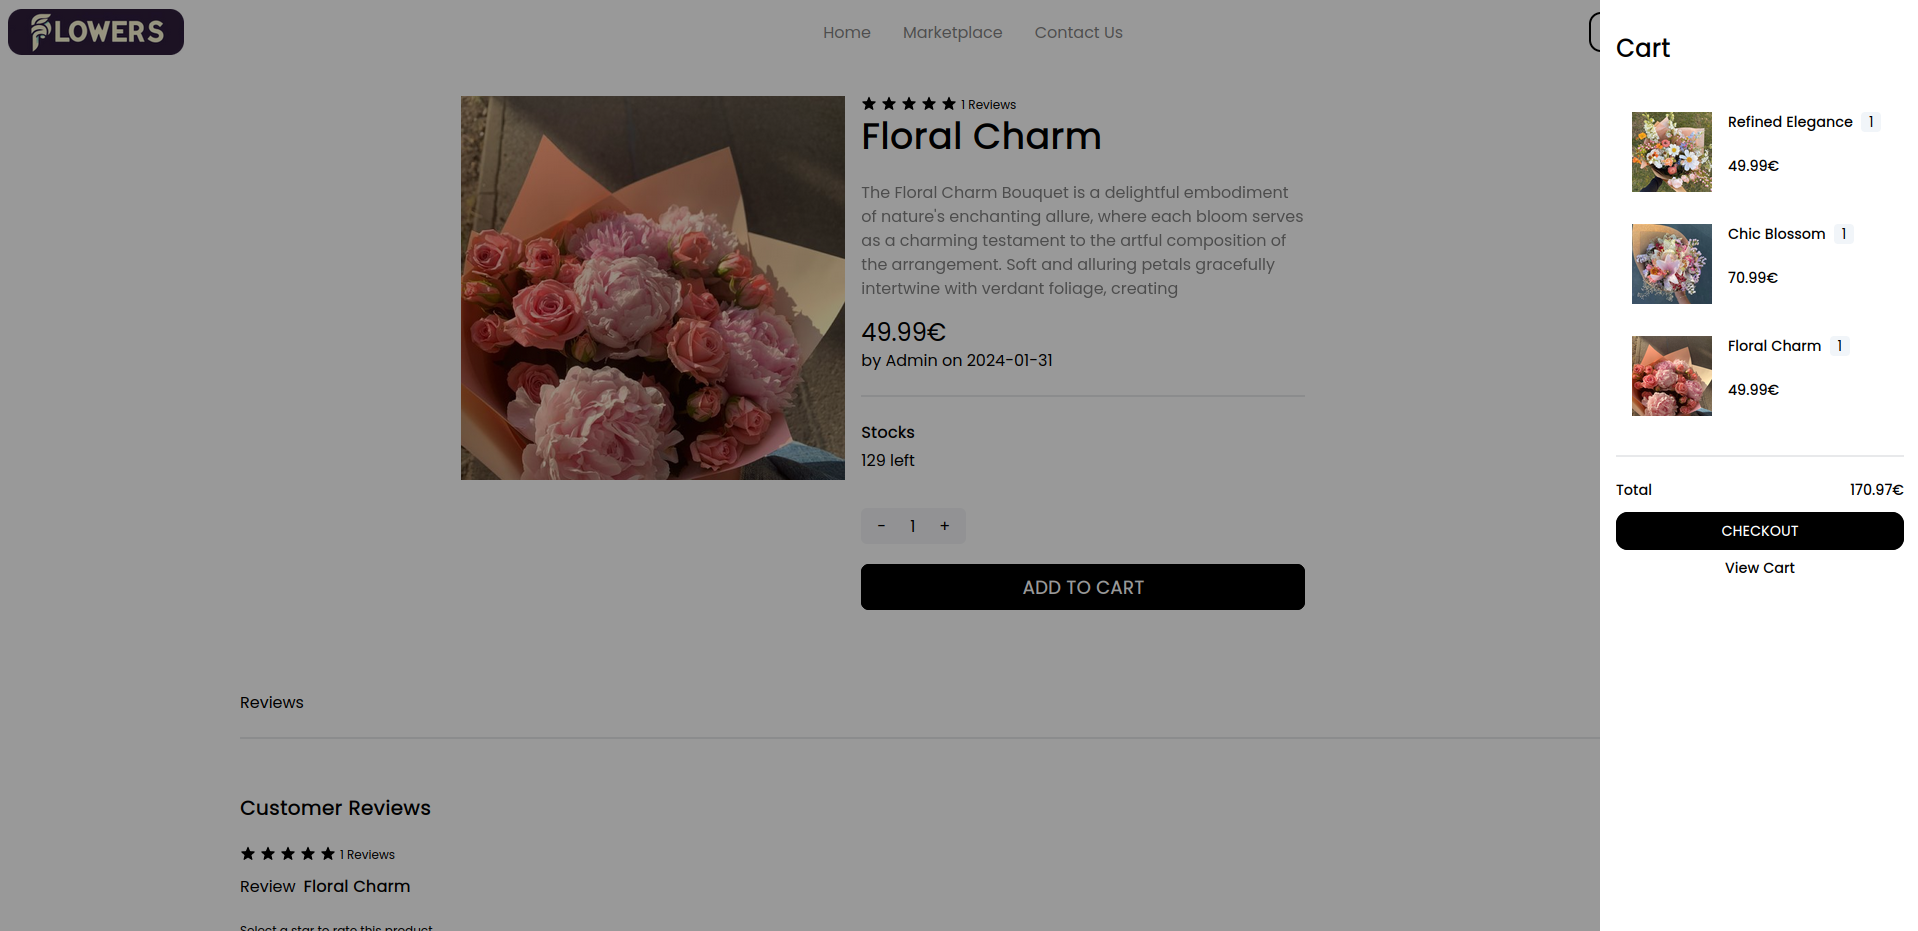 FLOWERS
Home
Marketplace
Contact Us
1 Reviews
Floral Charm
The Floral Charm Bouquet is a delightful embodiment
of nature's enchanting allure, where each bloom serves
as a charming testament to the artful composition of
the arrangement. Soft and alluring petals gracefully
intertwine with verdant foliage, creating
49.99€
by Admin on 2024-01-31
Stocks
129 left
- 1 +
ADD TO CART
Reviews
Customer Reviews
1 Reviews
Review Floral Charm
Select a star to rate this product
Cart
Refined Elegance 1
49.99€
Chic Blossom 1
70.99€
Floral Charm 1
49.99€
Total 170.97€
CHECKOUT
View Cart